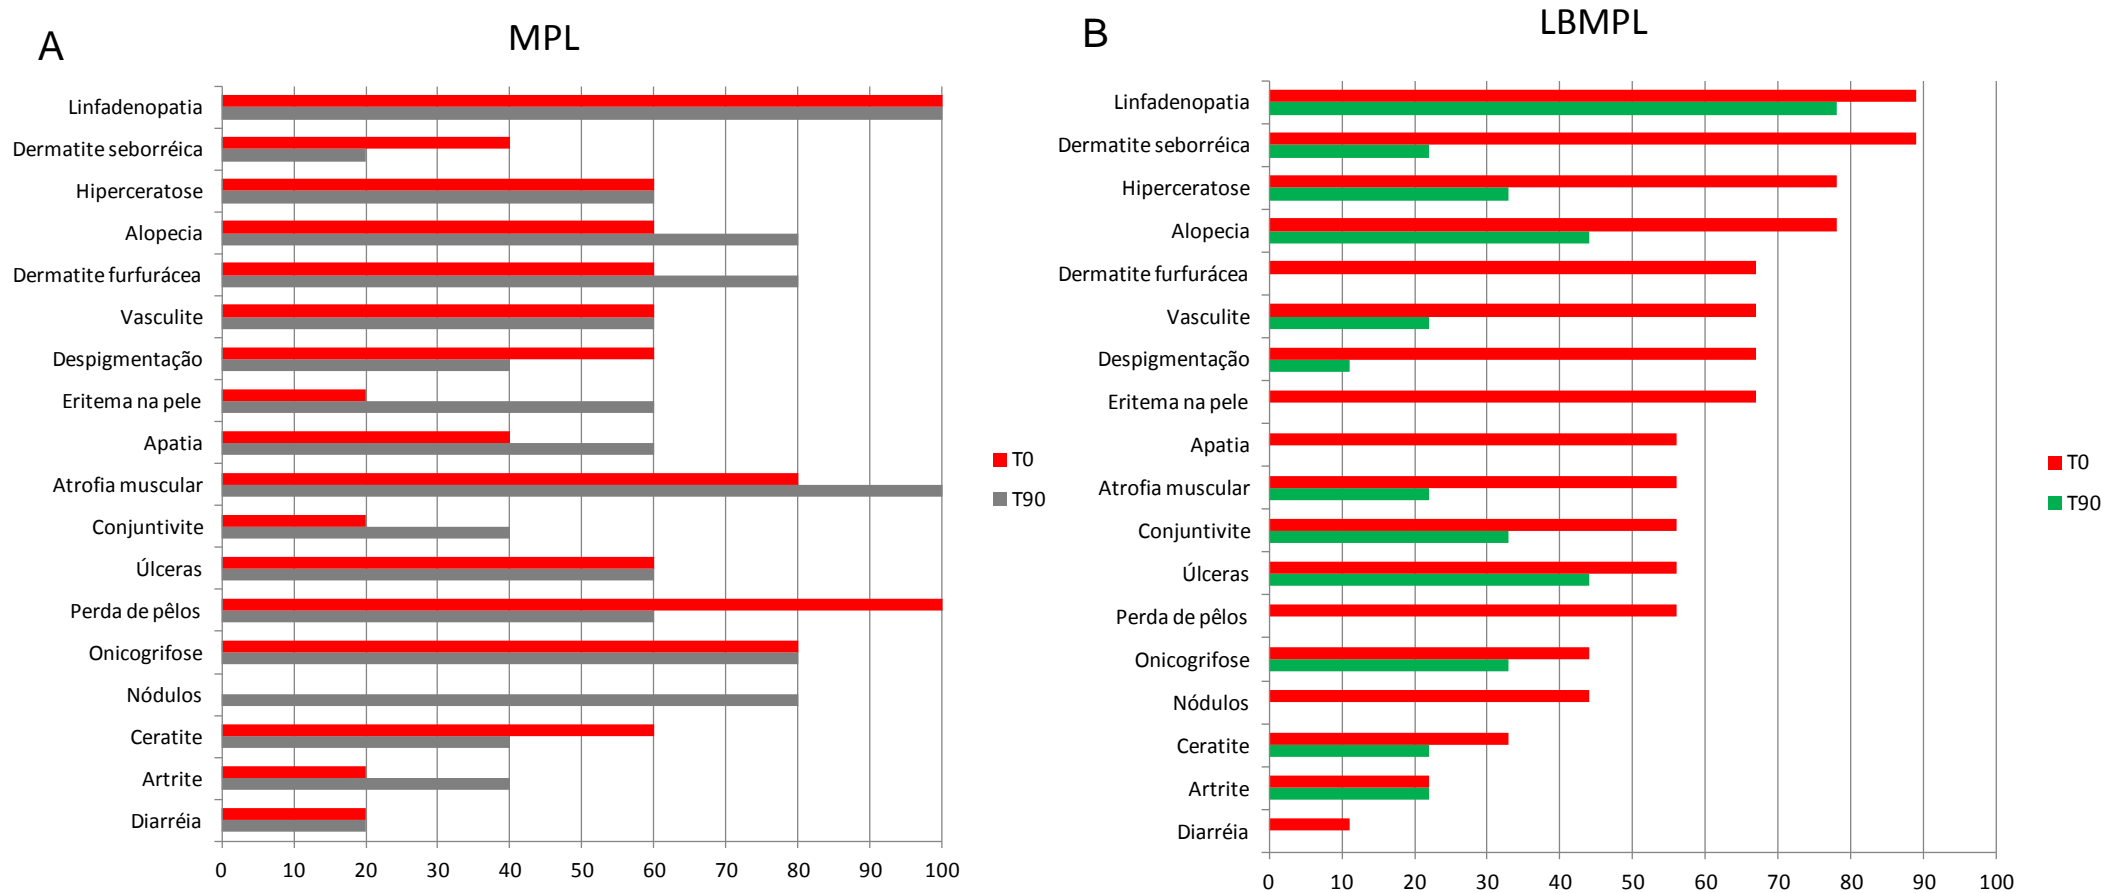 A
MPL
Linfadenopatia
Dermatite seborréica
Hiperceratose
Alopecia
Dermatite furfurácea
Vasculite
Despigmentação
Eritema na pele
Apatia
Atrofia muscular
Conjuntivite
Úlceras
Perda de pêlos
Onicogrifose
Nódulos
Ceratite
Artrite
Diarréia
0 10 20 30 40 50 60 70 80 90 100
T0
T90
B
LBMPL
Linfadenopatia
Dermatite seborréica
Hiperceratose
Alopecia
Dermatite furfurácea
Vasculite
Despigmentação
Eritema na pele
Apatia
Atrofia muscular
Conjuntivite
Úlceras
Perda de pêlos
Onicogrifose
Nódulos
Ceratite
Artrite
Diarréia
0 10 20 30 40 50 60 70 80 90 100
T0
T90